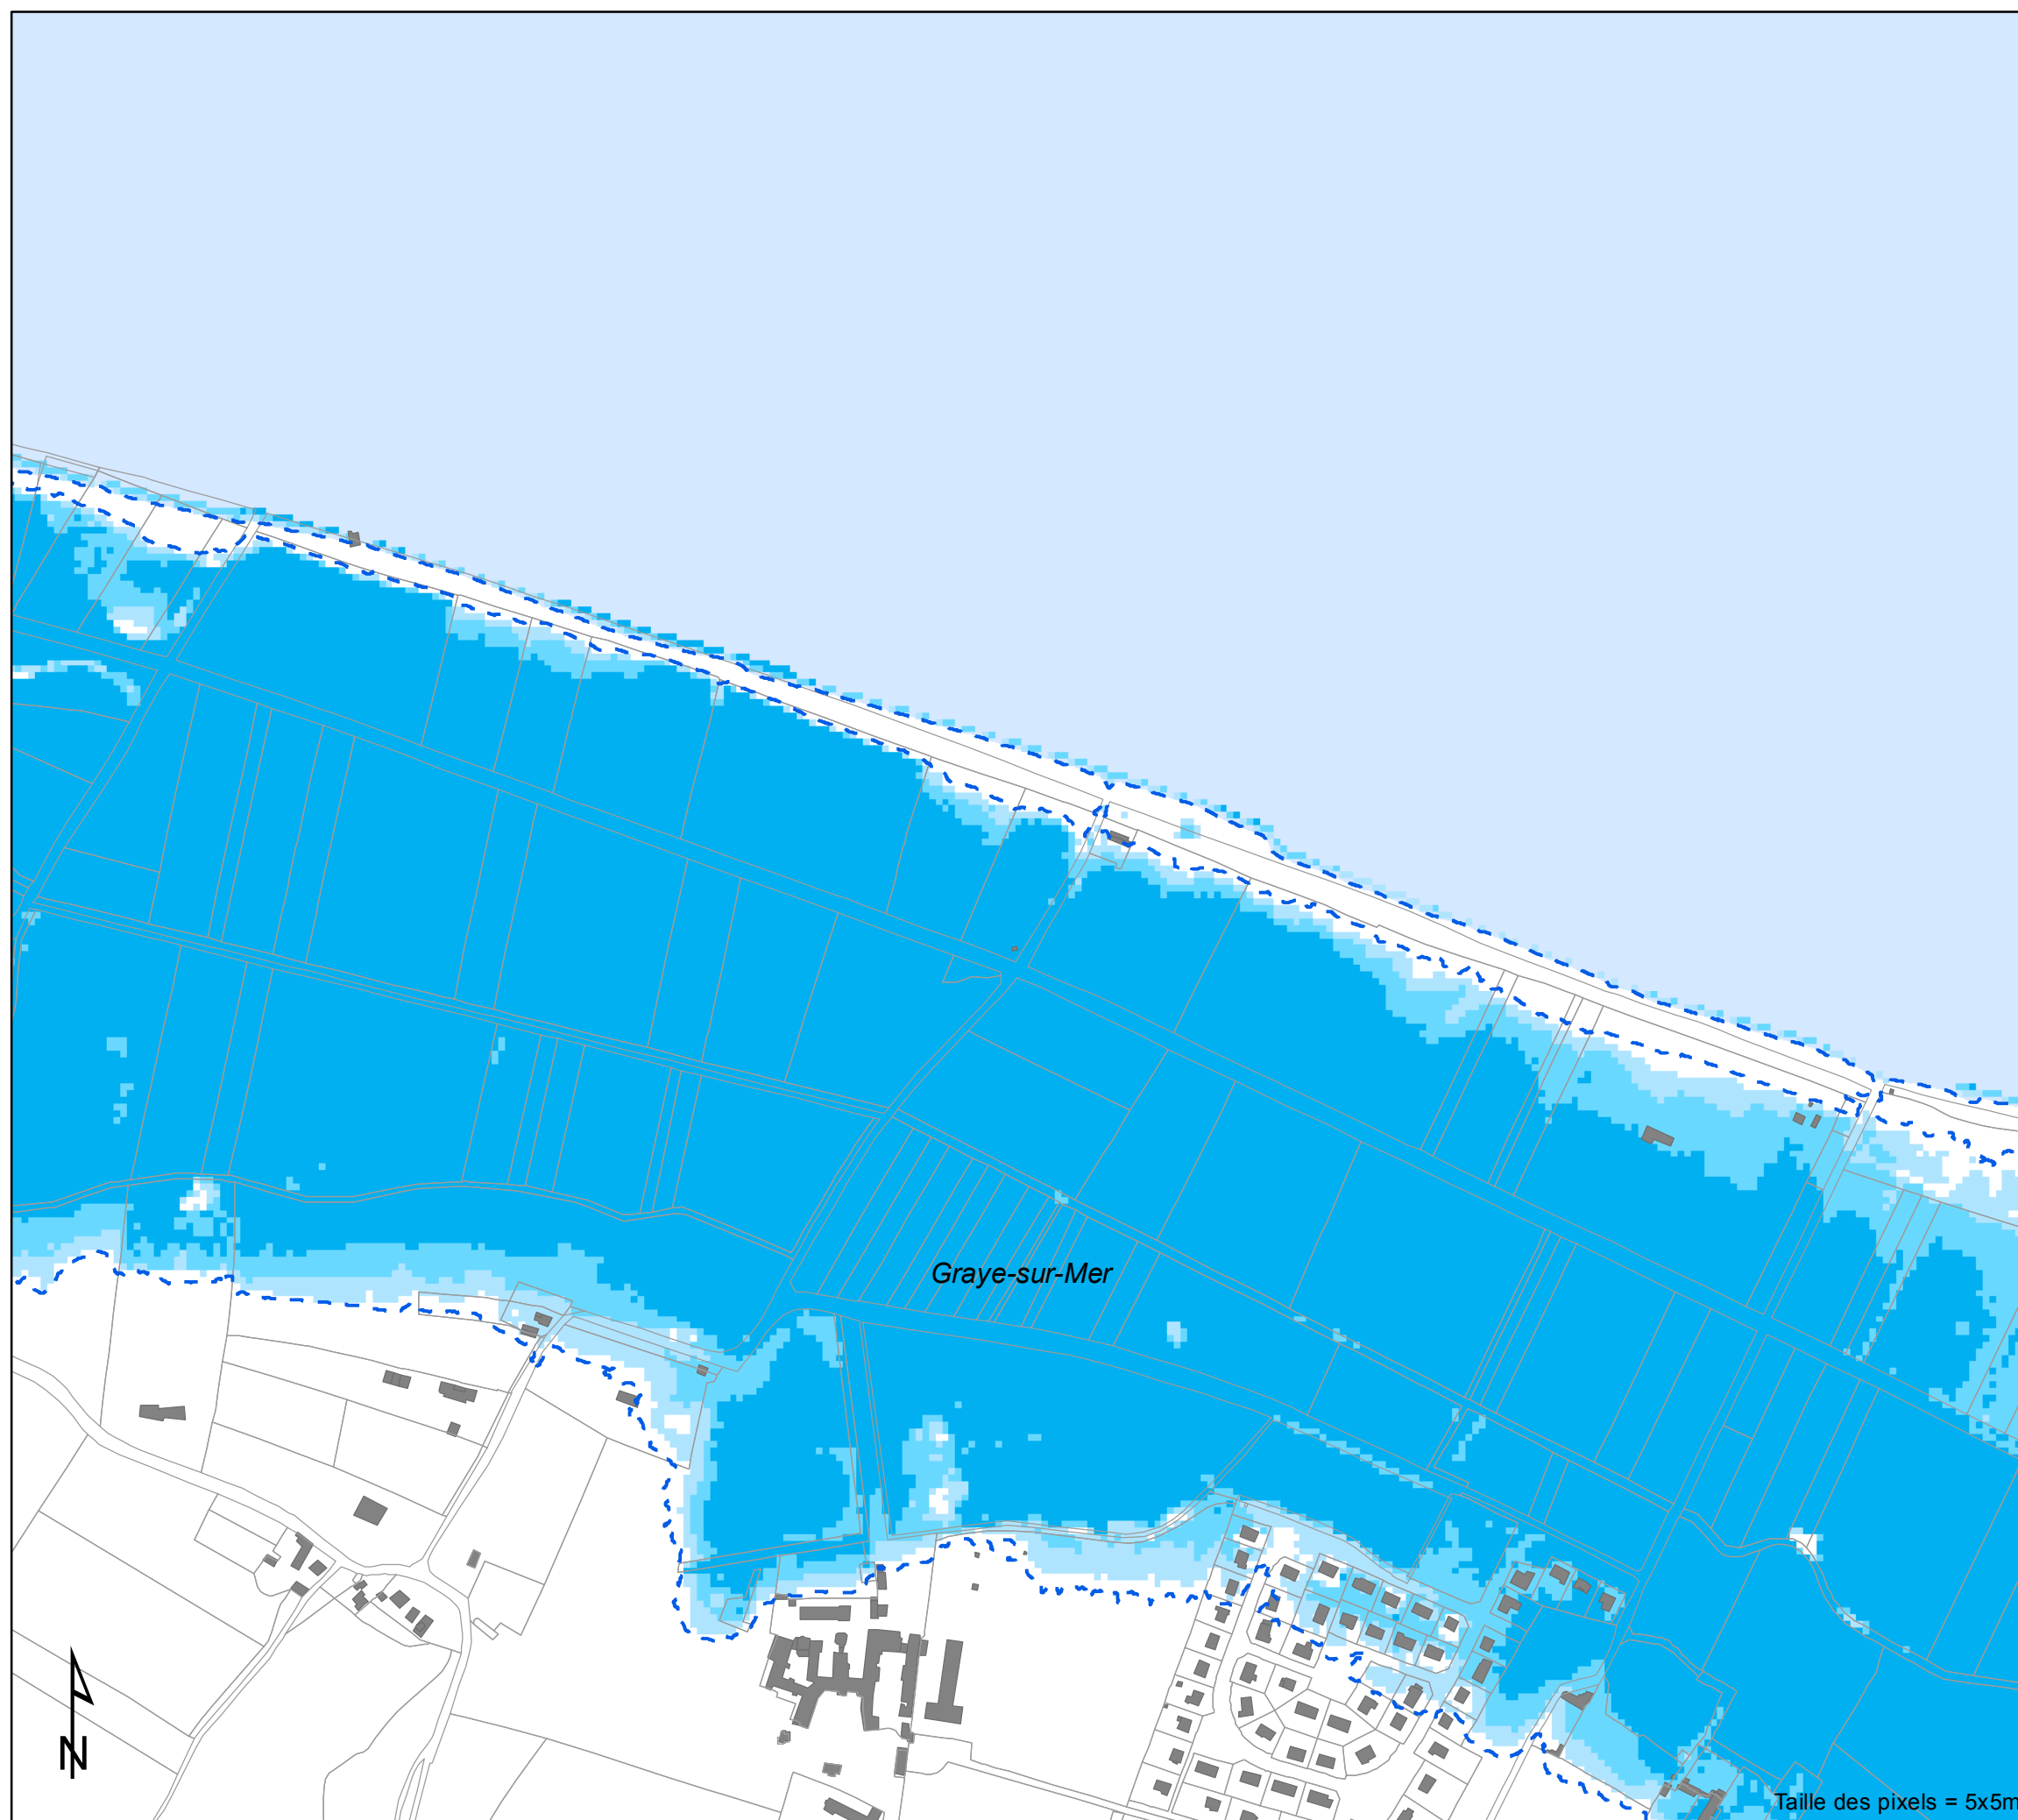 Graye-sur-Mer
N
Taille des pixels = 5x5m